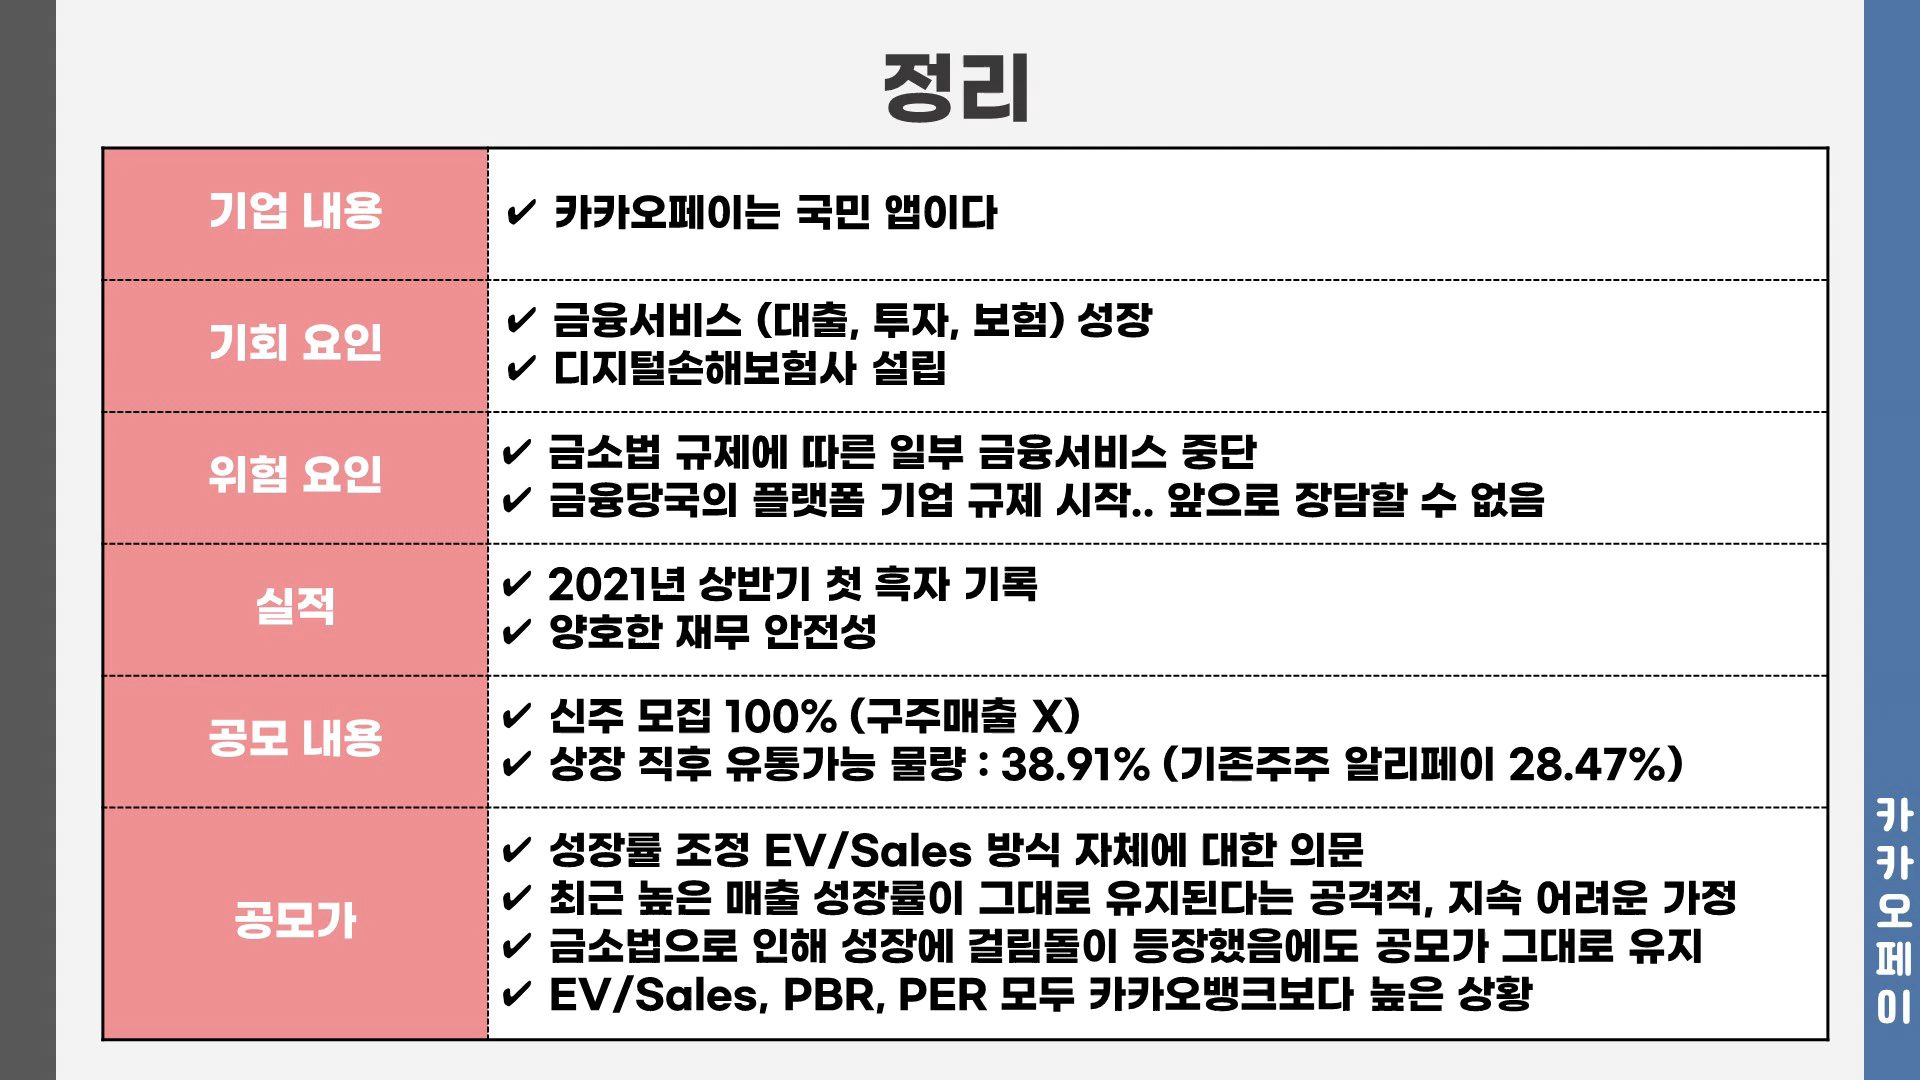 정리
기업 내용
✔ 카카오페이는 국민 앱이다
기회 요인
✔ 금융서비스 (대출, 투자, 보험) 성장
✔ 디지털손해보험사 설립
위험 요인
✔ 금소법 규제에 따른 일부 금융서비스 중단
✔ 금융당국의 플랫폼 기업 규제 시작.. 앞으로 장담할 수 없음
실적
✔ 2021년 상반기 첫 흑자 기록
✔ 양호한 재무 안전성
공모 내용
✔ 신주 모집 100% (구주매출 X)
✔ 상장 직후 유통가능 물량 : 38.91% (기존주주 알리페이 28.47%)
공모가
✔ 성장률 조정 EV/Sales 방식 자체에 대한 의문
✔ 최근 높은 매출 성장률이 그대로 유지된다는 공격적, 지속 어려운 가정
✔ 금소법으로 인해 성장에 걸림돌이 등장했음에도 공모가 그대로 유지
✔ EV/Sales, PBR, PER 모두 카카오뱅크보다 높은 상황
카카오페이